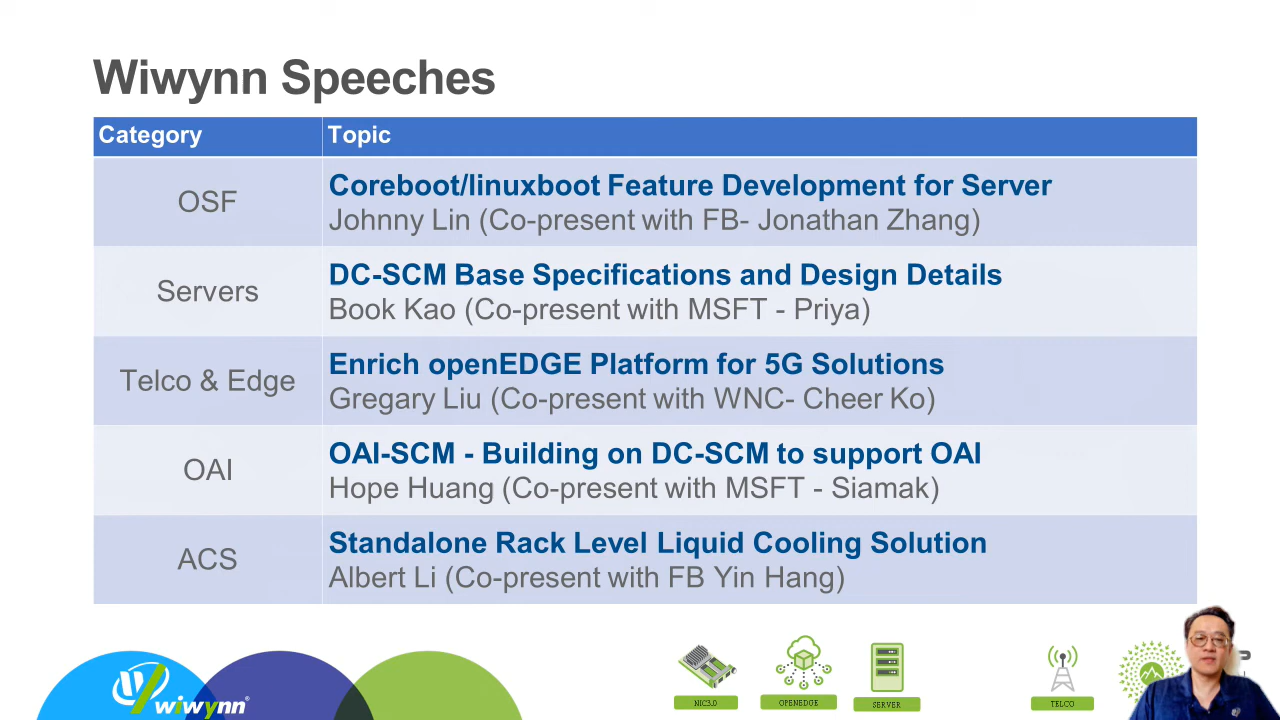 Wiwynn Speeches
Category Topic
OSF
Coreboot/linuxboot Feature Development for Server
Johnny Lin (Co-present with FB- Jonathan Zhang)
Servers
DC-SCM Base Specifications and Design Details
Book Kao (Co-present with MSFT - Priya)
Telco & Edge
Enrich openEDGE Platform for 5G Solutions
Gregary Liu (Co-present with WNC- Cheer Ko)
OAI
OAI-SCM - Building on DC-SCM to support OAI
Hope Huang (Co-present with MSFT - Siamak)
ACS
Standalone Rack Level Liquid Cooling Solution
Albert Li (Co-present with FB Yin Hang)
wiwynn®
NIC3.0
OPENEDGE
SERVER
TELCO